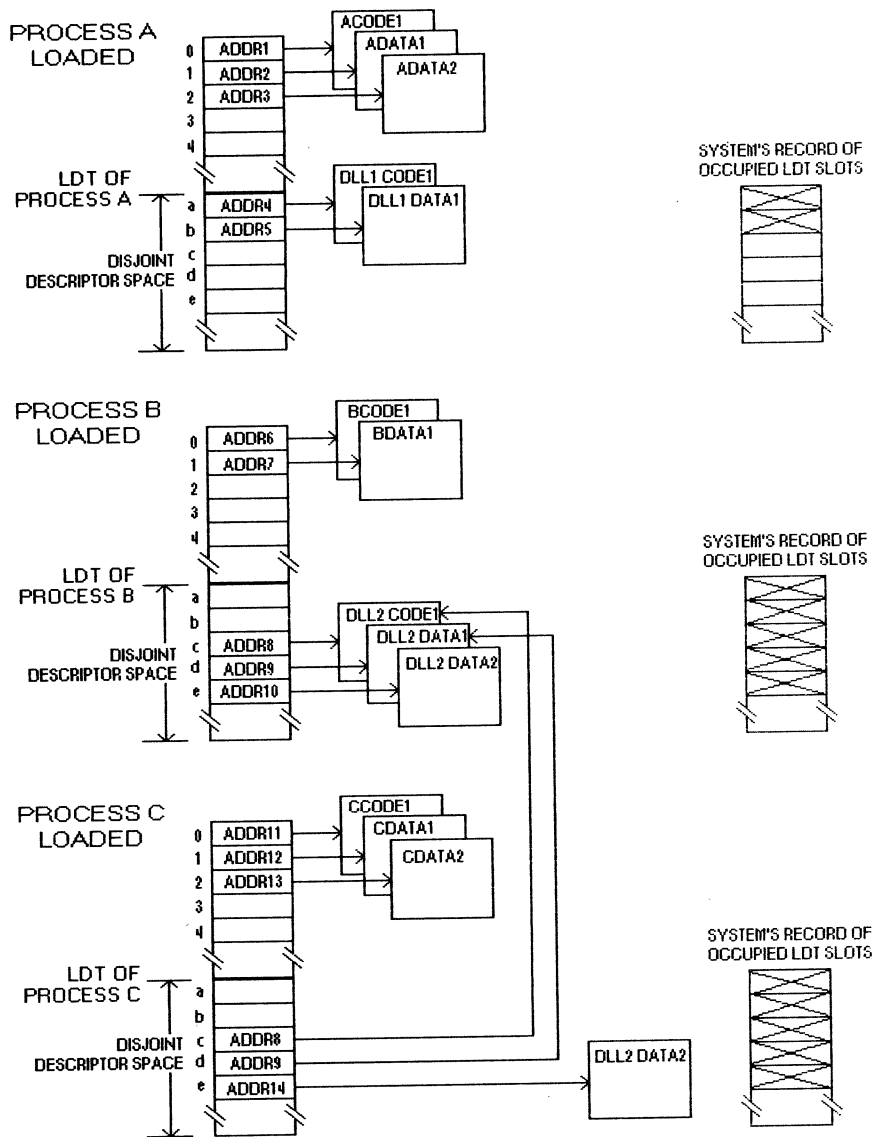 PROCESS A
LOADED
0 ADDR1
1 ADDR2
2 ADDR3
3
4
ACODE1
ADATA1
ADATA2
LDT OF
PROCESS A
DISJOINT
DESCRIPTOR SPACE
a ADDR4
b ADDR5
c
d
e
DLL1 CODE1
DLL1 DATA1
SYSTEM'S RECORD OF
OCCUPIED LDT SLOTS
PROCESS B
LOADED
0 ADDR6
1 ADDR7
2
3
4
BCODE1
BDATA1
LDT OF
PROCESS B
DISJOINT
DESCRIPTOR SPACE
a
b
c ADDR8
d ADDR9
e ADDR10
DLL2 CODE1
DLL2 DATA1
DLL2 DATA2
SYSTEM'S RECORD OF
OCCUPIED LDT SLOTS
PROCESS C
LOADED
0 ADDR11
1 ADDR12
2 ADDR13
3
4
CCODE1
CDATA1
CDATA2
LDT OF
PROCESS C
DISJOINT
DESCRIPTOR SPACE
a
b
c ADDR8
d ADDR9
e ADDR14
DLL2 DATA2
SYSTEM'S RECORD OF
OCCUPIED LDT SLOTS